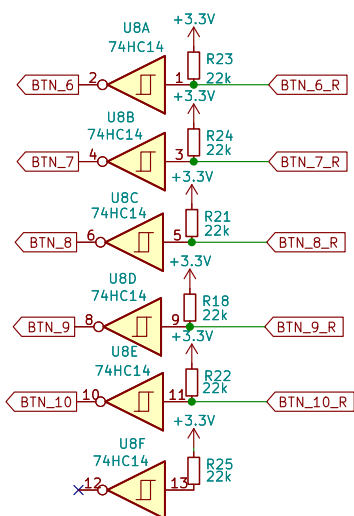 +3.3V
U8A
74HC14
R23
22k
2
1
BTN_6
BTN_6_R
+3.3V
U8B
74HC14
R24
22k
4
3
BTN_7
BTN_7_R
+3.3V
U8C
74HC14
R21
22k
6
5
BTN_8
BTN_8_R
+3.3V
U8D
74HC14
R18
22k
8
9
BTN_9
BTN_9_R
+3.3V
U8E
74HC14
R22
22k
10
11
BTN_10
BTN_10_R
+3.3V
U8F
74HC14
R25
22k
12
13